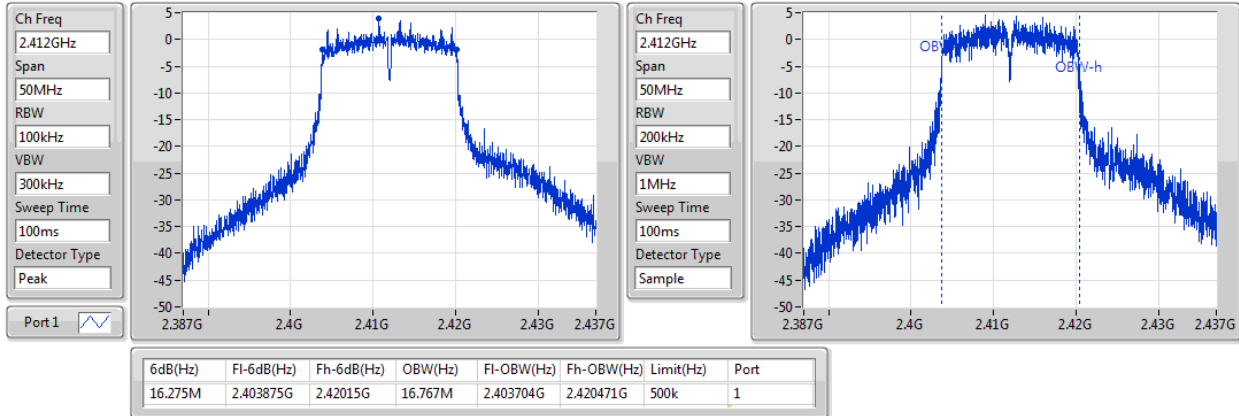 Ch Freq
2.412GHz
Span
50MHz
RBW
100kHz
VBW
300kHz
Sweep Time
100ms
Detector Type
Peak
Port 1
5
0
-5
-10
-15
-20
-25
-30
-35
-40
-45
-50
2.387G 2.4G 2.41G 2.42G 2.437G
Ch Freq
2.412GHz
Span
50MHz
RBW
200kHz
VBW
1MHz
Sweep Time
100ms
Detector Type
Sample
5
0
-5
-10
-15
-20
-25
-30
-35
-40
-45
-50
OBW-h
2.387G 2.4G 2.41G 2.42G 2.43G 2.437G
6dB(Hz) Fl-6dB(Hz) Fh-6dB(Hz) OBW(Hz) Fl-OBW(Hz) Fh-OBW(Hz) Limit(Hz) Port
16.275M 2.403875G 2.42015G 16.767M 2.403704G 2.420471G 500k 1